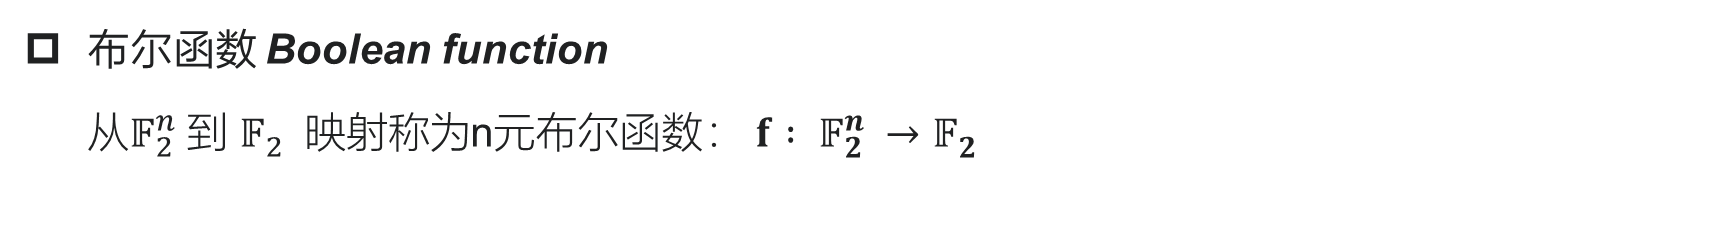 布尔函数 Boolean function
从𝔽₂ⁿ 到 𝔽₂ 映射称为n元布尔函数： f : 𝔽₂ⁿ → 𝔽₂